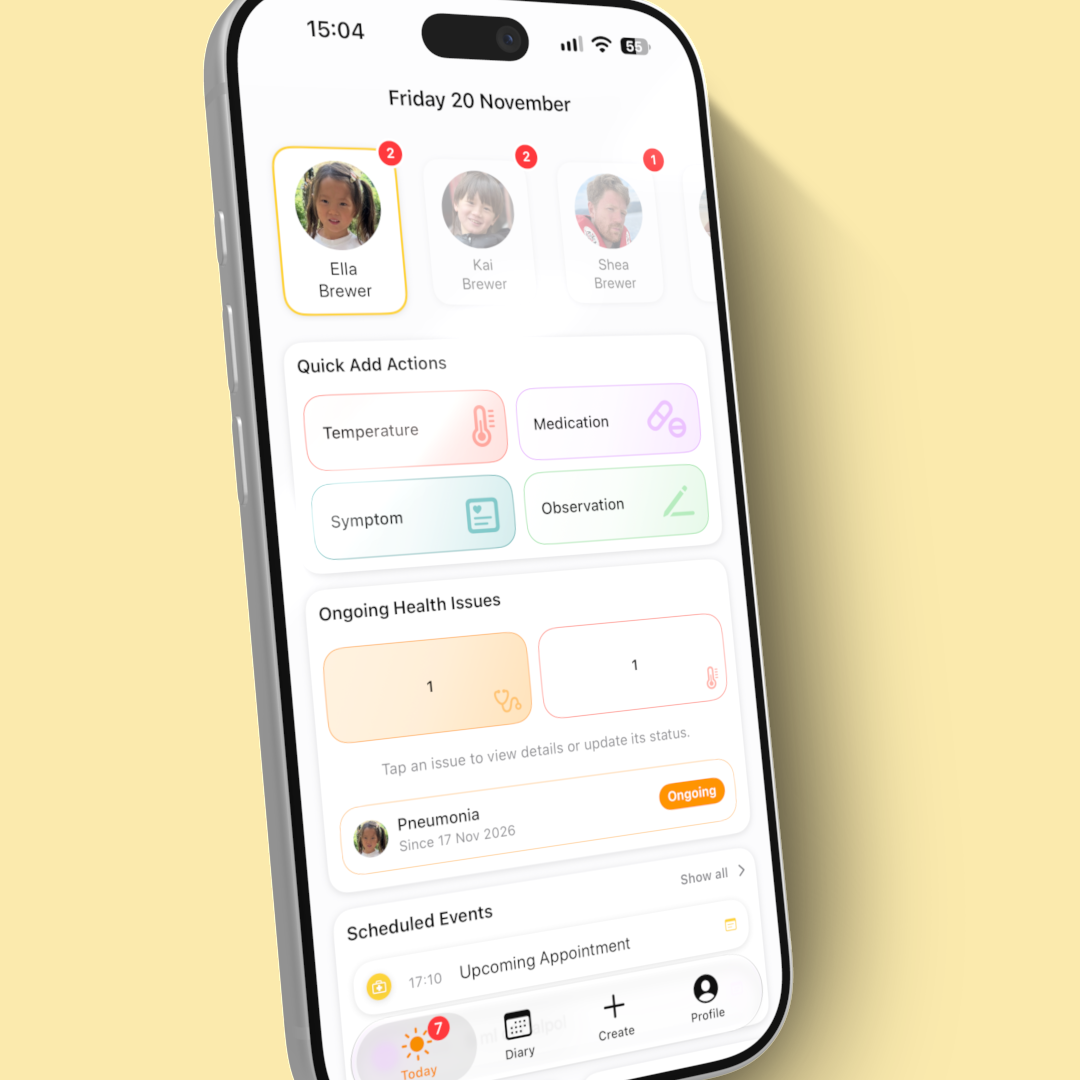 15:04
55
Friday 20 November
2
2
1
Ella
Brewer
Kai
Brewer
Shea
Brewer
Quick Add Actions
Temperature
Medication
Symptom
Observation
Ongoing Health Issues
1
1
Tap an issue to view details or update its status.
Pneumonia
Since 17 Nov 2026
Ongoing
Scheduled Events
Show all
17:10
Upcoming Appointment
7
Today
Diary
Create
Profile